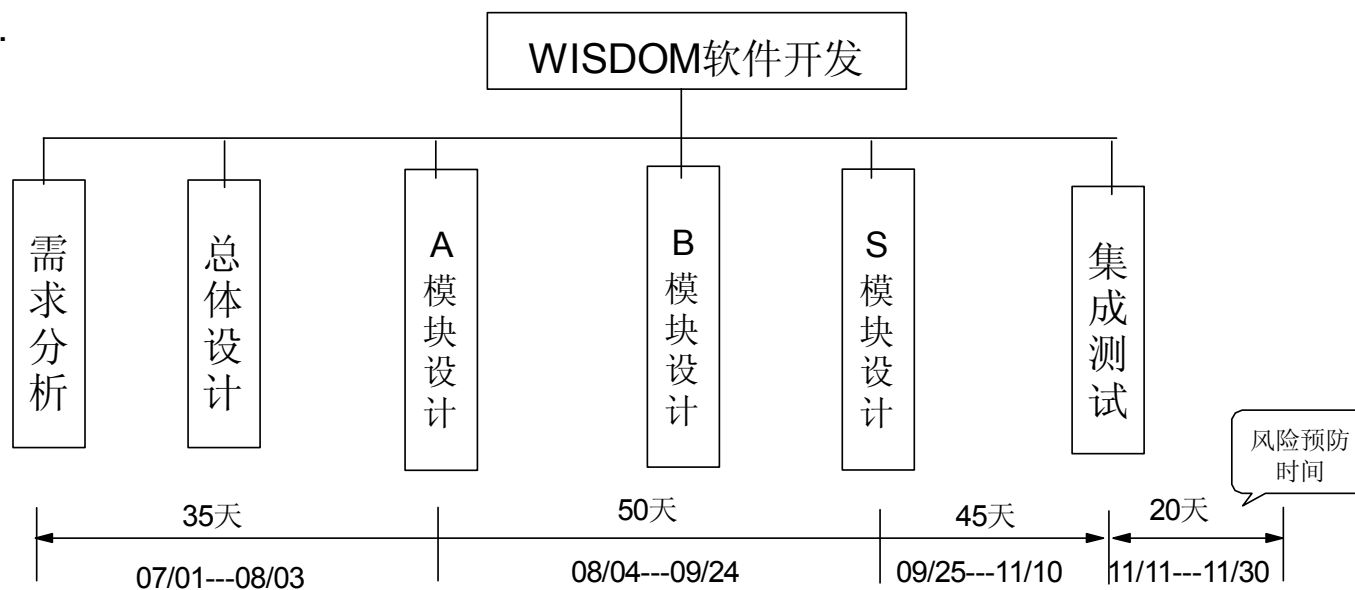 .
WISDOM软件开发
需求分析
总体设计
A模块设计
B模块设计
S模块设计
集成测试
风险预防
时间
35天
50天
45天
20天
07/01---08/03
08/04---09/24
09/25---11/10
11/11---11/30